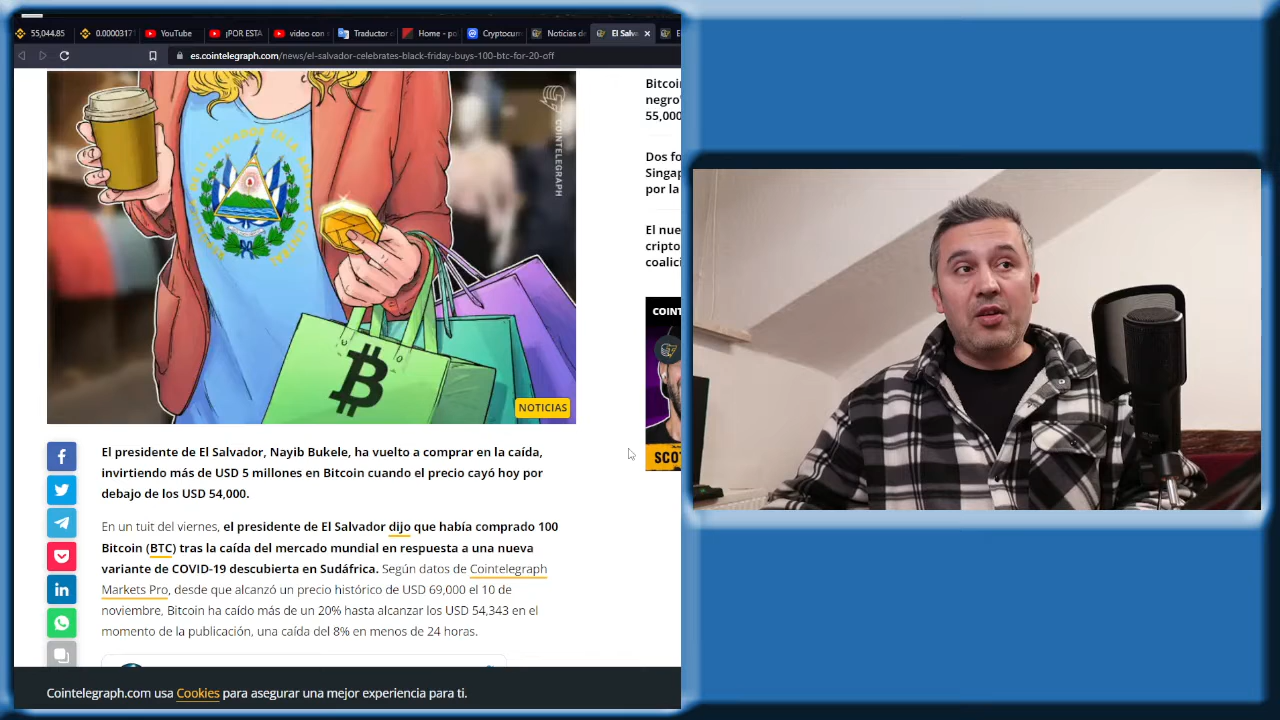 55,044.85
0.0000317
YouTube
¡POR ESTA
video con s
Traductor
Home - po
Cryptocurr
Noticias de
El Salv
es.cointelegraph.com/news/el-salvador-celebrates-black-friday-buys-100-btc-for-20-off
COINTELEGRAPH
NOTICIAS
El presidente de El Salvador, Nayib Bukele, ha vuelto a comprar en la caída,
invirtiendo más de USD 5 millones en Bitcoin cuando el precio cayó hoy por
debajo de los USD 54,000.
En un tuit del viernes, el presidente de El Salvador dijo que había comprado 100
Bitcoin (BTC) tras la caída del mercado mundial en respuesta a una nueva
variante de COVID-19 descubierta en Sudáfrica. Según datos de Cointelegraph
Markets Pro, desde que alcanzó un precio histórico de USD 69,000 el 10 de
noviembre, Bitcoin ha caído más de un 20% hasta alcanzar los USD 54,343 en el
momento de la publicación, una caída del 8% en menos de 24 horas.
Bitcoi
negro
55,000
Dos fo
Singap
por la
El nue
cripto
coalici
COINT
SCOT
Cointelegraph.com usa Cookies para asegurar una mejor experiencia para ti.